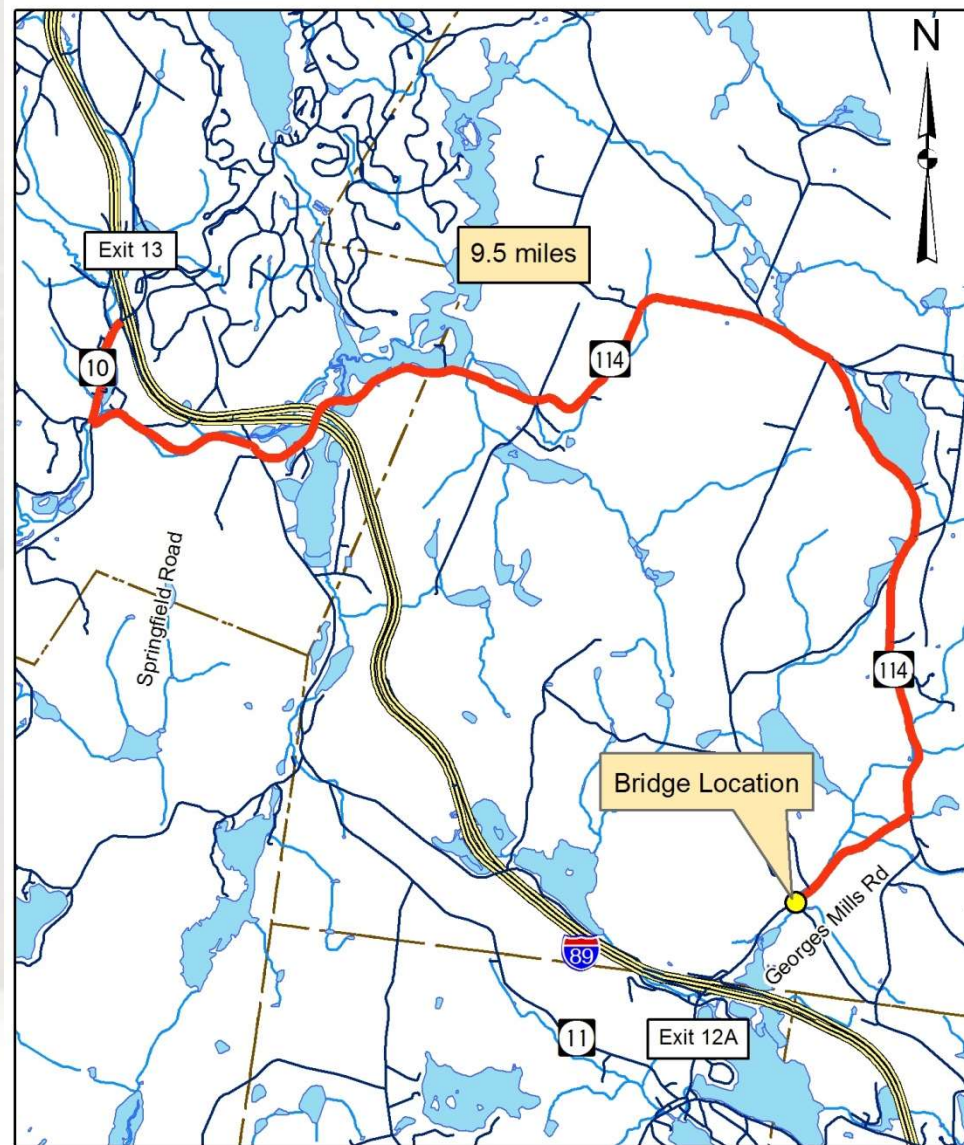 N
Exit 13
9.5 miles
10
114
Springfield Road
114
Bridge Location
Georges Mills Rd
89
11
Exit 12A